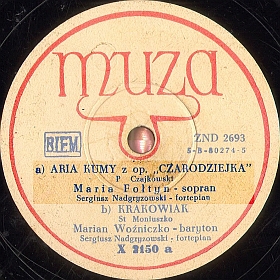 muza
BIEM
ZND 2693
S-B-80274-5
a) ARIA KUMY z op. „CZARODZIEJKA"
P Czajkowski
Maria Fołtyn - sopran
Sergiusz Nadgryzowski - fortepian
b) KRAKOWIAK
St Moniuszko
Marian Woźniczko - baryton
Sergiusz Nadgryzowski - fortepian
X 2150 a